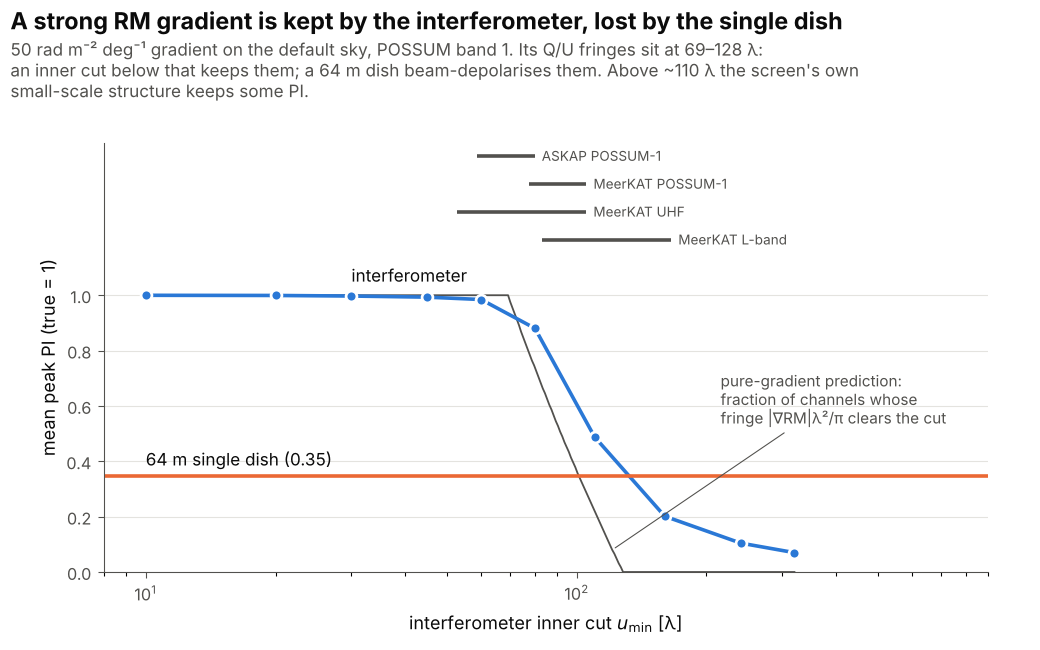 A strong RM gradient is kept by the interferometer, lost by the single dish
50 rad m⁻² deg⁻¹ gradient on the default sky, POSSUM band 1. Its Q/U fringes sit at 69–128 λ:
an inner cut below that keeps them; a 64 m dish beam-depolarises them. Above ~110 λ the screen's own
small-scale structure keeps some PI.
ASKAP POSSUM-1
MeerKAT POSSUM-1
MeerKAT UHF
MeerKAT L-band
interferometer
pure-gradient prediction:
fraction of channels whose
fringe |∇RM|λ²/π clears the cut
64 m single dish (0.35)
mean peak PI (true = 1)
1.0
0.8
0.6
0.4
0.2
0.0
10¹
10²
interferometer inner cut u_min [λ]